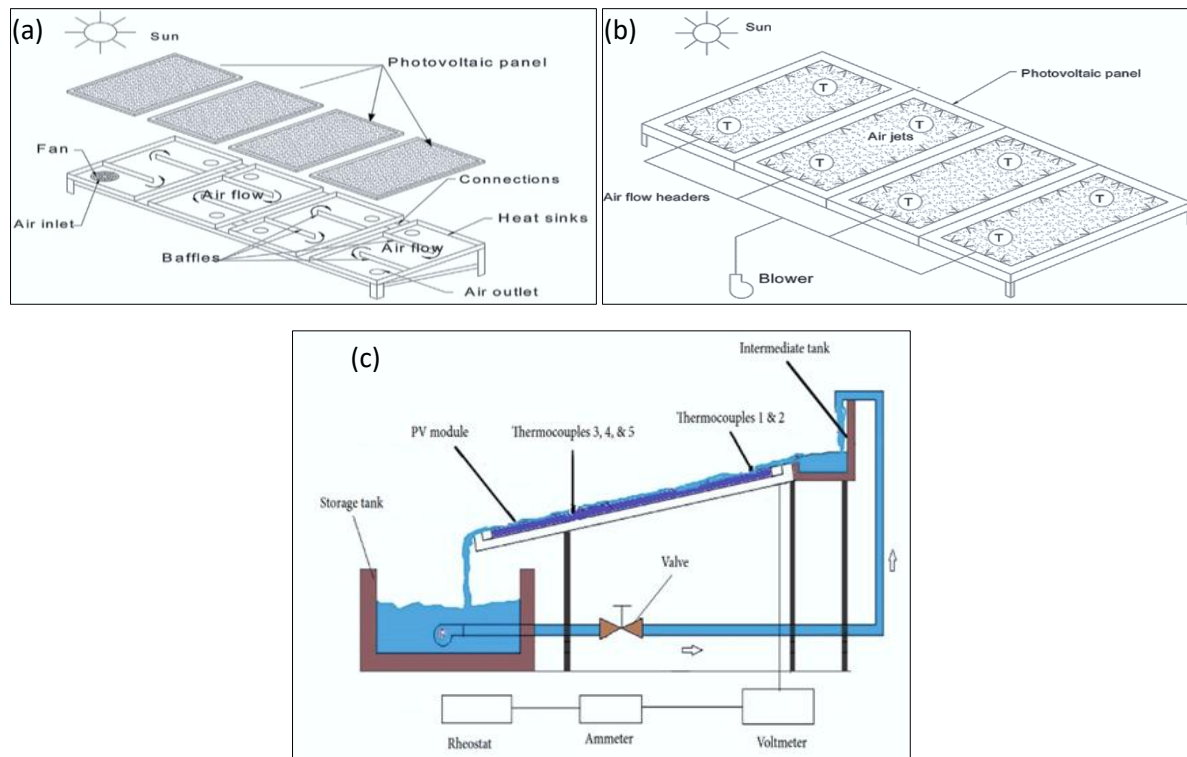 (a)
Sun
Photovoltaic panel
Fan
Air flow
Connections
Air inlet
Heat sinks
Air flow
Baffles
Air outlet
(b)
Sun
Photovoltaic panel
T
T
T
Air jets
T
T
Air flow headers
T
T
T
Blower
(c)
Intermediate tank
Thermocouples 1 & 2
PV module
Thermocouples 3, 4, & 5
Storage tank
Valve
Rheostat
Ammeter
Voltmeter